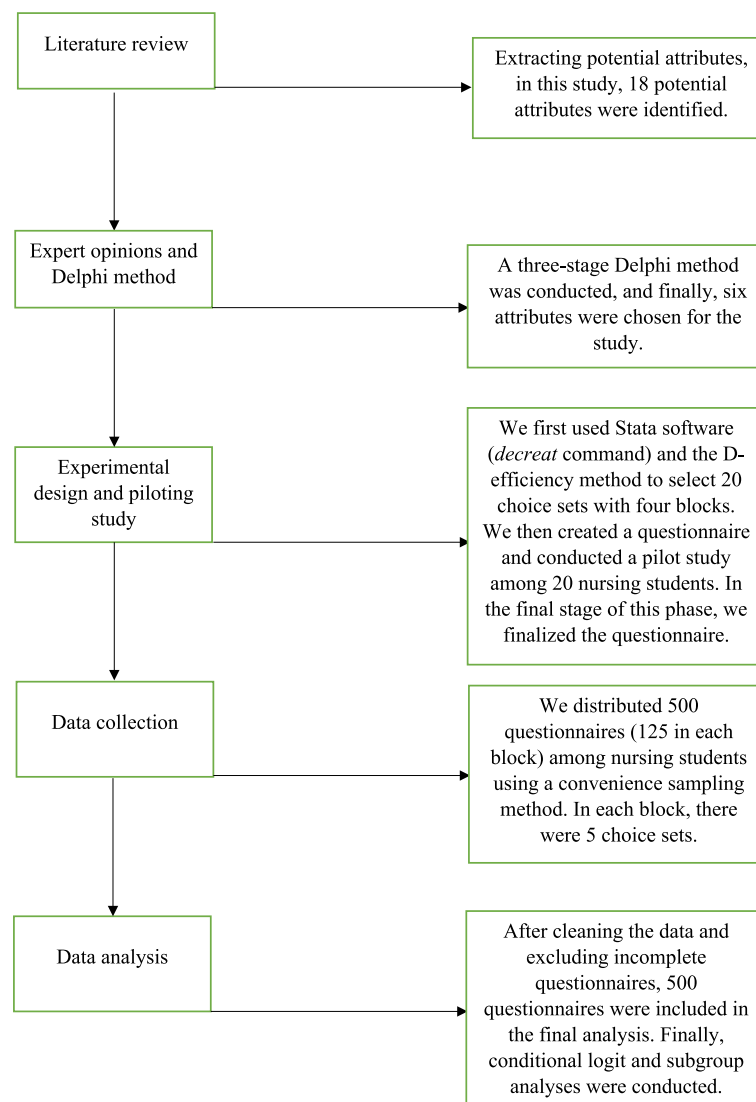 Literature review
Extracting potential attributes,
in this study, 18 potential
attributes were identified.
Expert opinions and
Delphi method
A three-stage Delphi method
was conducted, and finally, six
attributes were chosen for the
study.
Experimental
design and piloting
study
We first used Stata software
(decreat command) and the D-
efficiency method to select 20
choice sets with four blocks.
We then created a questionnaire
and conducted a pilot study
among 20 nursing students. In
the final stage of this phase, we
finalized the questionnaire.
Data collection
We distributed 500
questionnaires (125 in each
block) among nursing students
using a convenience sampling
method. In each block, there
were 5 choice sets.
Data analysis
After cleaning the data and
excluding incomplete
questionnaires, 500
questionnaires were included in
the final analysis. Finally,
conditional logit and subgroup
analyses were conducted.